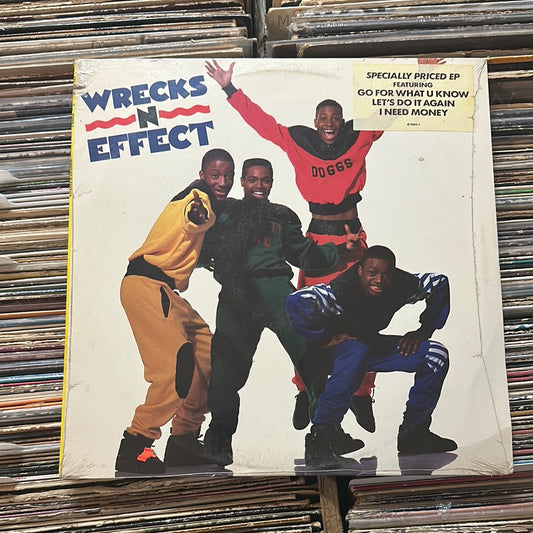 WRECKS
N
EFFECT
SPECIALLY PRICED EP
FEATURING
GO FOR WHAT U KNOW
LET'S DO IT AGAIN
I NEED MONEY
DOGGS